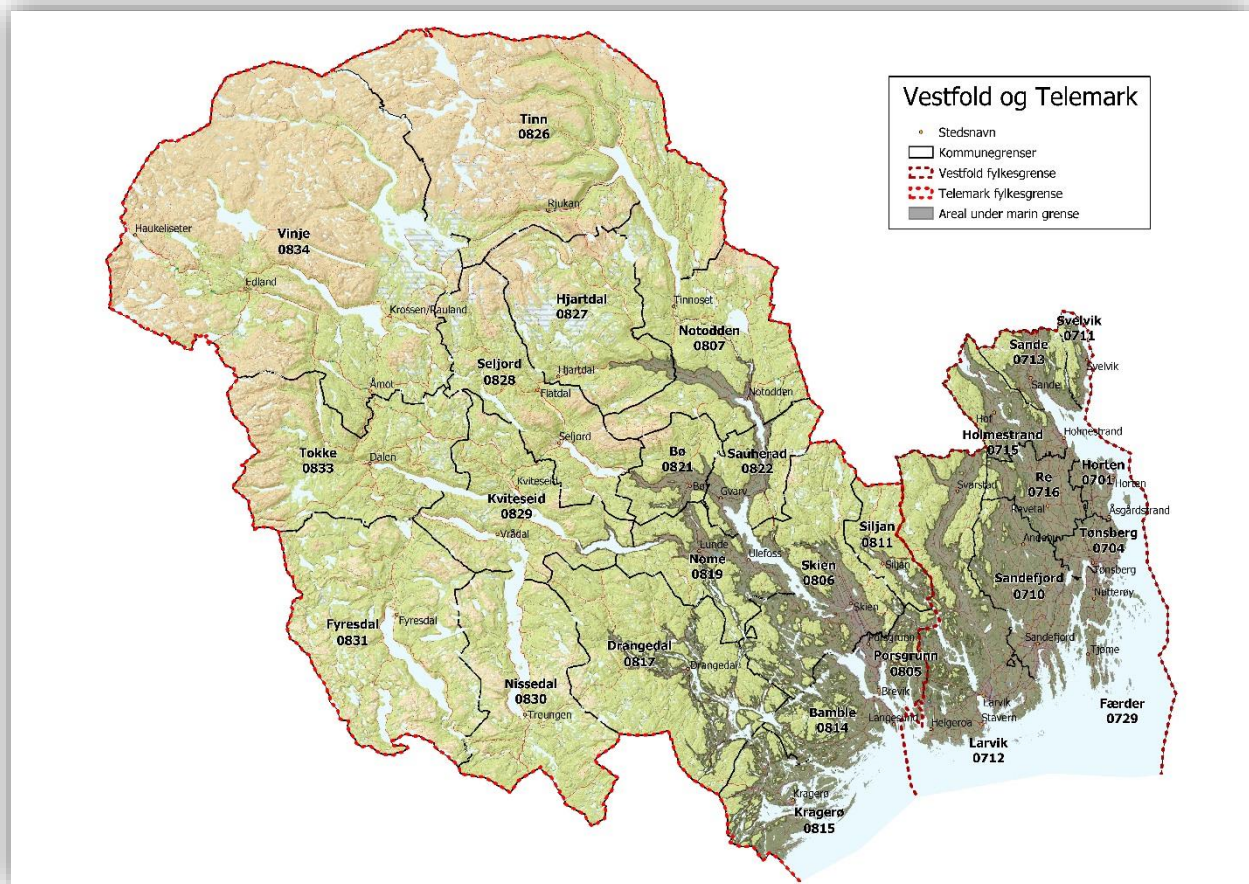 Vestfold og Telemark
Stedsnavn
Kommunegrenser
Vestfold fylkesgrense
Telemark fylkesgrense
Areal under marin grense
Tinn
0826
Rjukan
Haukeliseter
Vinje
0834
Edland
Krossen/Rauland
Hjartdal
0827
Tinnoset
Notodden
0807
Svelvik
0711
Sande
0713
Svelvik
Sande
Seljord
0828
Hjartdal
Flatdal
Notodden
Åmot
Hof
Holmestrand
Holmestrand
0715
Seljord
Tokke
0833
Dalen
Bø
0821
Bø
Sauherad
0822
Gvarv
Horten
0701
Horten
Re
0716
Svarstad
Revetal
Åsgårdstrand
Kviteseid
Kviteseid
0829
Vrådal
Siljan
0811
Siljan
Andebu
Tønsberg
0704
Tønsberg
Lunde
Nome
0819
Ulefoss
Skien
0806
Skien
Sandefjord
0710
Nøtterøy
Fyresdal
0831
Fyresdal
Drangedal
0817
Drangedal
Porsgrunn
Porsgrunn
0805
Sandefjord
Tjøme
Nissedal
0830
Treungen
Brevik
Bamble
0814
Langesund
Helgeroa
Larvik
Stavern
Færder
0729
Larvik
0712
Kragerø
Kragerø
0815